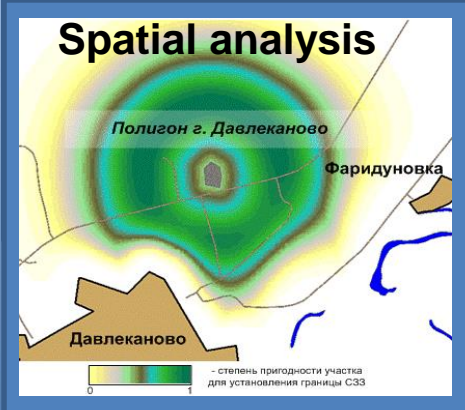 Spatial analysis
Полигон г. Давлеканово
Фаридуновка
Давлеканово
0 1
- степень пригодности участка
для установления границы СЗЗ